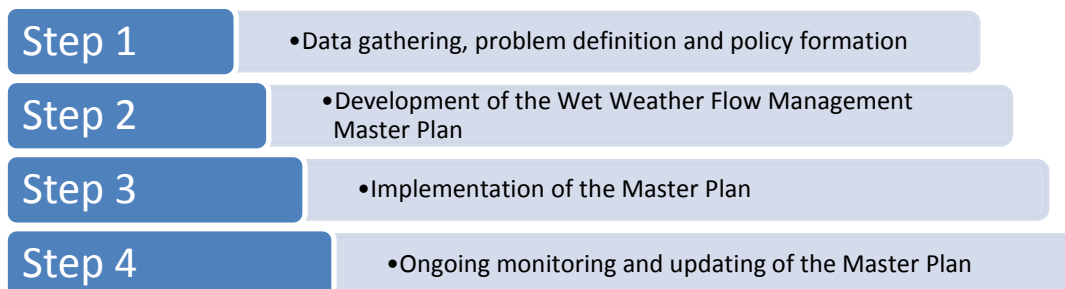 Step 1
•Data gathering, problem definition and policy formation
Step 2
•Development of the Wet Weather Flow Management
Master Plan
Step 3
•Implementation of the Master Plan
Step 4
•Ongoing monitoring and updating of the Master Plan